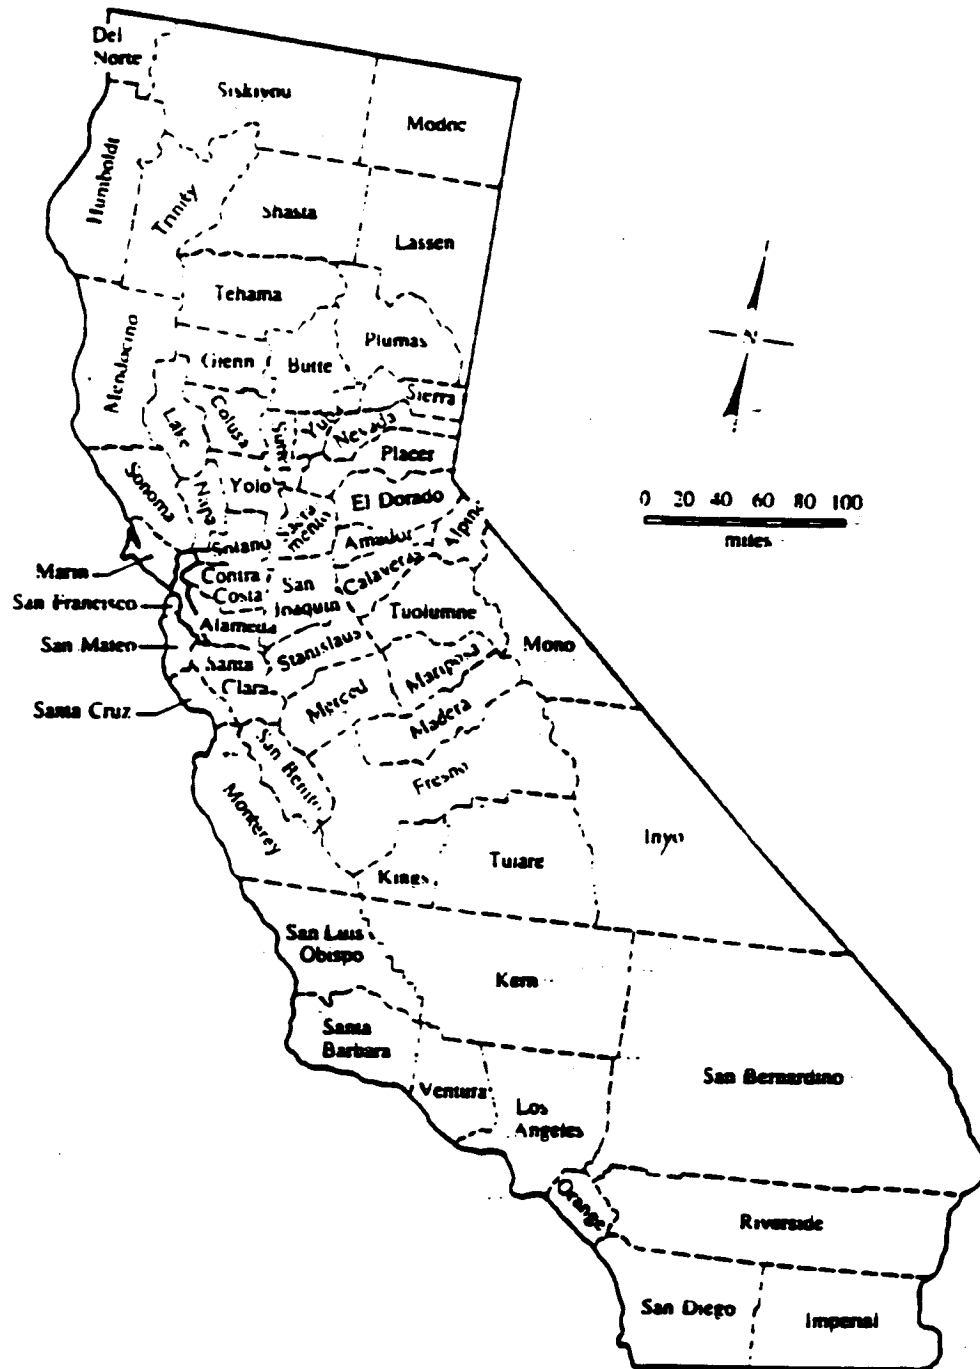 Del
Norte
Siskiyou
Modoc
Humboldt
Trinity
Shasta
Lassen
Tehama
Plumas
Mendocino
Glenn
Butte
Sierra
Lake
Colusa
Sutter
Yuba
Nevada
Placer
Sonoma
Napa
Yolo
Sacra
mento
El Dorado
Solano
Amador
Alpine
Marin
Contra
Costa
San
Joaquin
Calaveras
San Francisco
Alameda
Tuolumne
San Mateo
Stanislaus
Mono
Santa
Clara
Mariposa
Santa Cruz
Merced
Madera
San Benito
Fresno
Monterey
Inyo
Kings
Tulare
San Luis
Obispo
Kern
Santa
Barbara
San Bernardino
Ventura
Los
Angeles
Orange
Riverside
San Diego
Imperial
N
0 20 40 60 80 100
miles